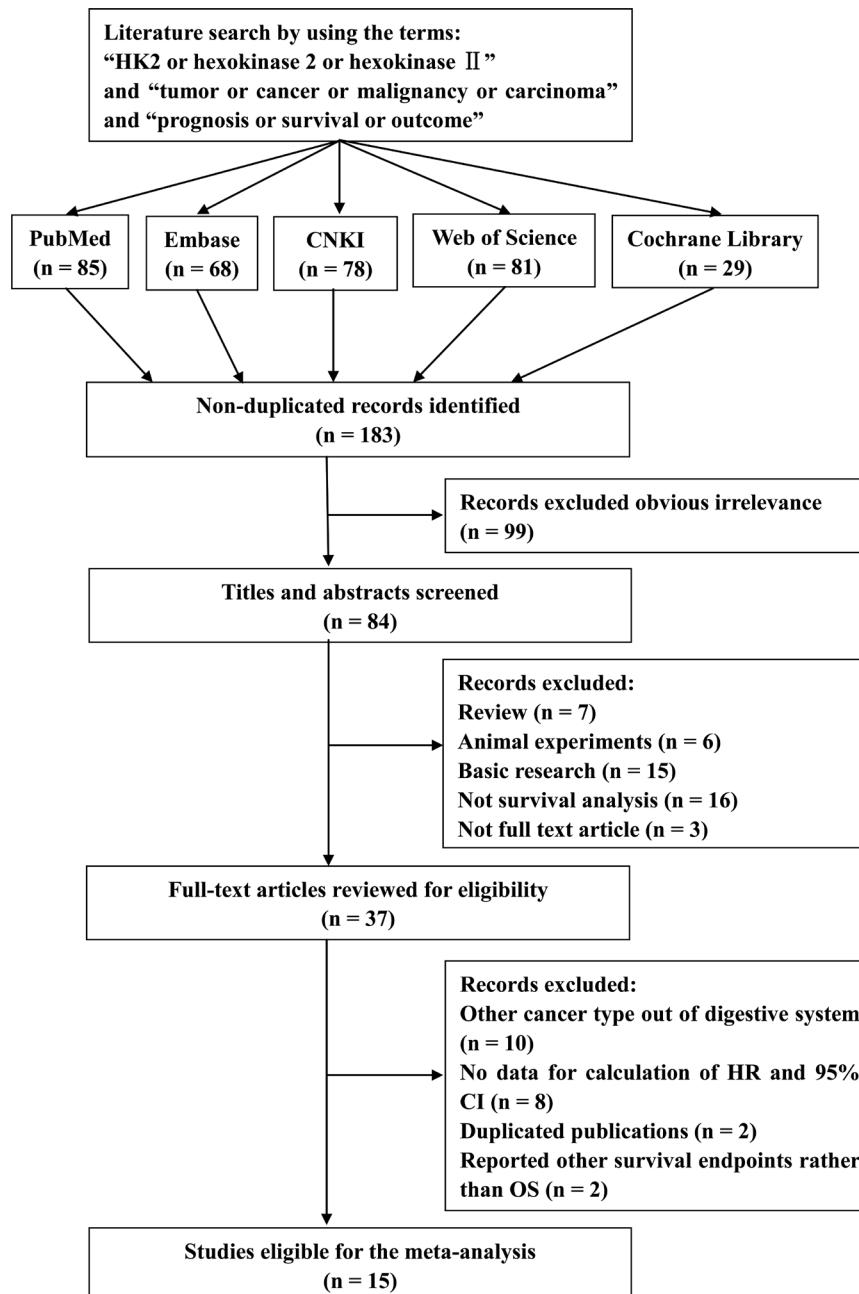 Literature search by using the terms:
“HK2 or hexokinase 2 or hexokinase Ⅱ”
and “tumor or cancer or malignancy or carcinoma”
and “prognosis or survival or outcome”
PubMed
(n = 85)
Embase
(n = 68)
CNKI
(n = 78)
Web of Science
(n = 81)
Cochrane Library
(n = 29)
Non-duplicated records identified
(n = 183)
Records excluded obvious irrelevance
(n = 99)
Titles and abstracts screened
(n = 84)
Records excluded:
Review (n = 7)
Animal experiments (n = 6)
Basic research (n = 15)
Not survival analysis (n = 16)
Not full text article (n = 3)
Full-text articles reviewed for eligibility
(n = 37)
Records excluded:
Other cancer type out of digestive system
(n = 10)
No data for calculation of HR and 95%
CI (n = 8)
Duplicated publications (n = 2)
Reported other survival endpoints rather
than OS (n = 2)
Studies eligible for the meta-analysis
(n = 15)